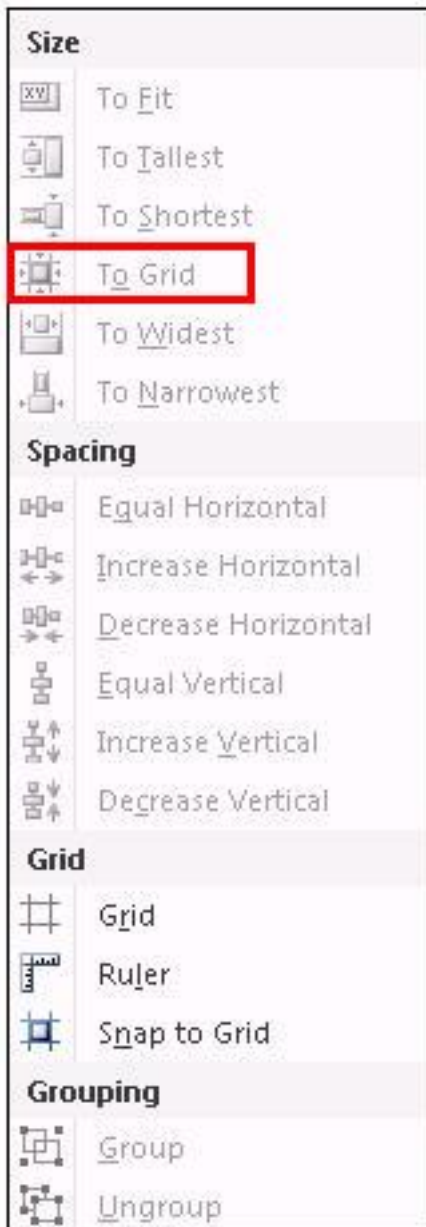 Size
XY
To Fit
To Tallest
To Shortest
To Grid
To Widest
To Narrowest
Spacing
Equal Horizontal
Increase Horizontal
Decrease Horizontal
Equal Vertical
Increase Vertical
Decrease Vertical
Grid
Grid
Ruler
Snap to Grid
Grouping
Group
Ungroup